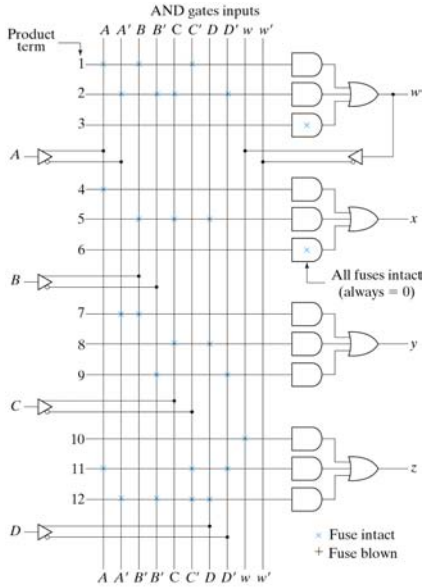 AND gates inputs
Product
term
A A' B B' C C' D D' w w'
1
w
2
3
A
4
5
x
6
All fuses intact
(always = 0)
B
7
8
y
9
C
10
11
z
12
D
× Fuse intact
+ Fuse blown
A A' B' B' C C' D D' w w'